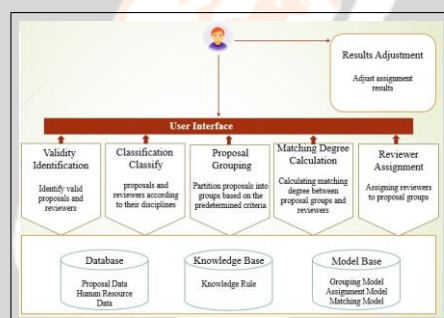 Results Adjustment
Adjust assignment
results
User Interface
Validity
Identification
Identify valid
proposals and
reviewers
Classification
Classify
proposals and
reviewers according
to their disciplines
Proposal
Grouping
Partition proposals into
groups based on the
predetermined criteria
Matching Degree
Calculation
Calculating matching
degree between
proposal groups and
reviewers
Reviewer
Assignment
Assigning reviewers
to proposal groups
Database
Proposal Data
Human Resource
Data
Knowledge Base
Knowledge Rule
Model Base
Grouping Model
Assignment Model
Matching Model